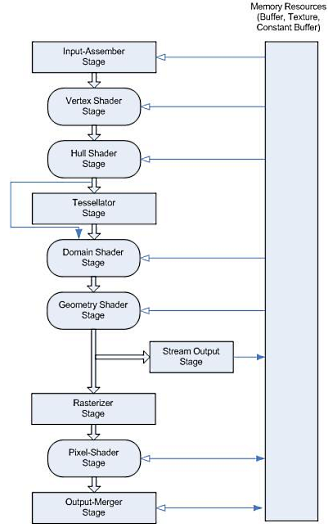 Memory Resources
(Buffer, Texture,
Constant Buffer)
Input-Assember
Stage
Vertex Shader
Stage
Hull Shader
Stage
Tessellator
Stage
Domain Shader
Stage
Geometry Shader
Stage
Stream Output
Stage
Rasterizer
Stage
Pixel-Shader
Stage
Output-Merger
Stage